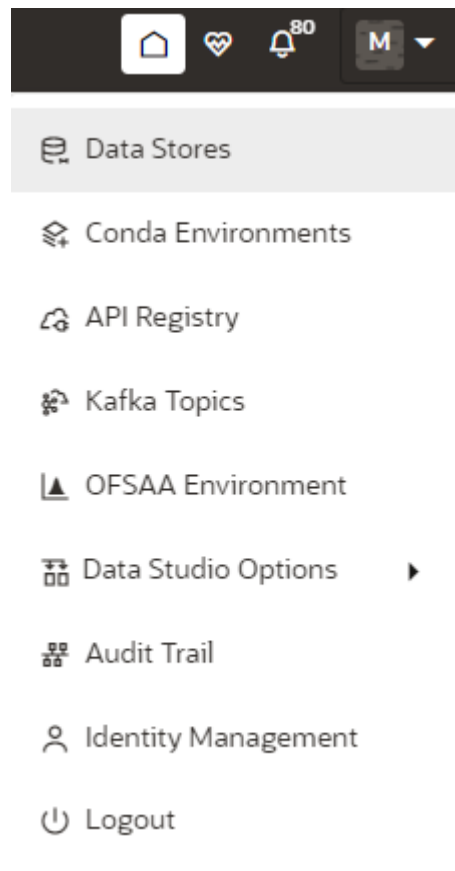 80
M
Data Stores
Conda Environments
API Registry
Kafka Topics
OFSAA Environment
Data Studio Options
Audit Trail
Identity Management
Logout